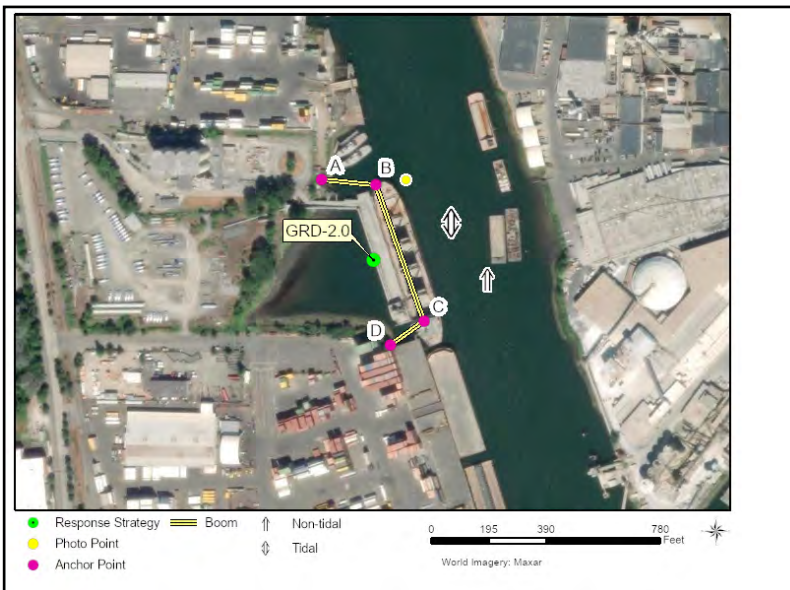 A
B
GRD-2.0
C
D
Response Strategy
Boom
Non-tidal
Photo Point
Tidal
Anchor Point
0 195 390 780
Feet
World Imagery: Maxar